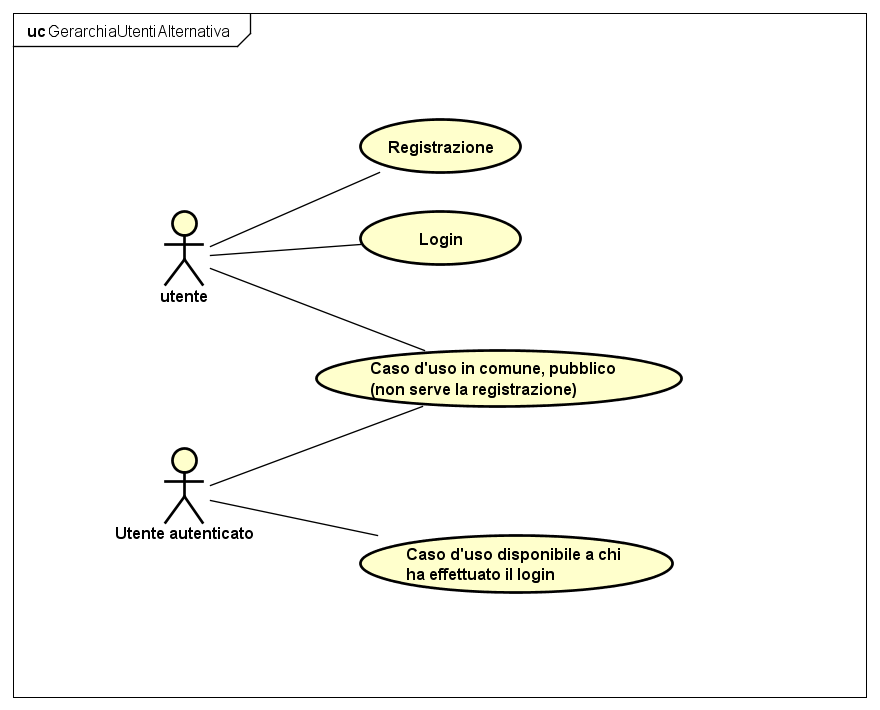 uc GerarchiaUtentiAlternativa
Registrazione
Login
utente
Caso d'uso in comune, pubblico
(non serve la registrazione)
Utente autenticato
Caso d'uso disponibile a chi
ha effettuato il login